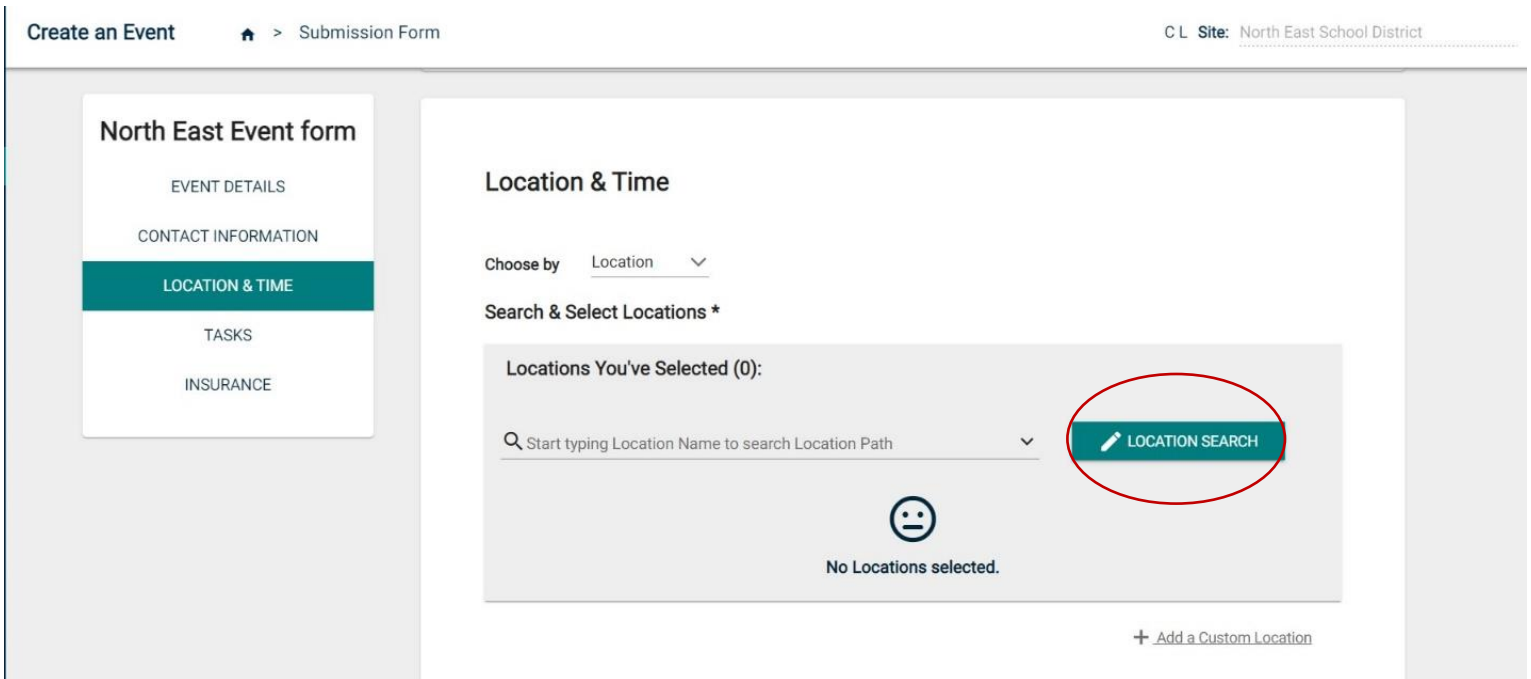 Create an Event > Submission Form C L Site: North East School District
North East Event form
EVENT DETAILS
CONTACT INFORMATION
LOCATION & TIME
TASKS
INSURANCE
Location & Time
Choose by Location
Search & Select Locations *
Locations You've Selected (0):
Start typing Location Name to search Location Path
LOCATION SEARCH
No Locations selected.
+ Add a Custom Location